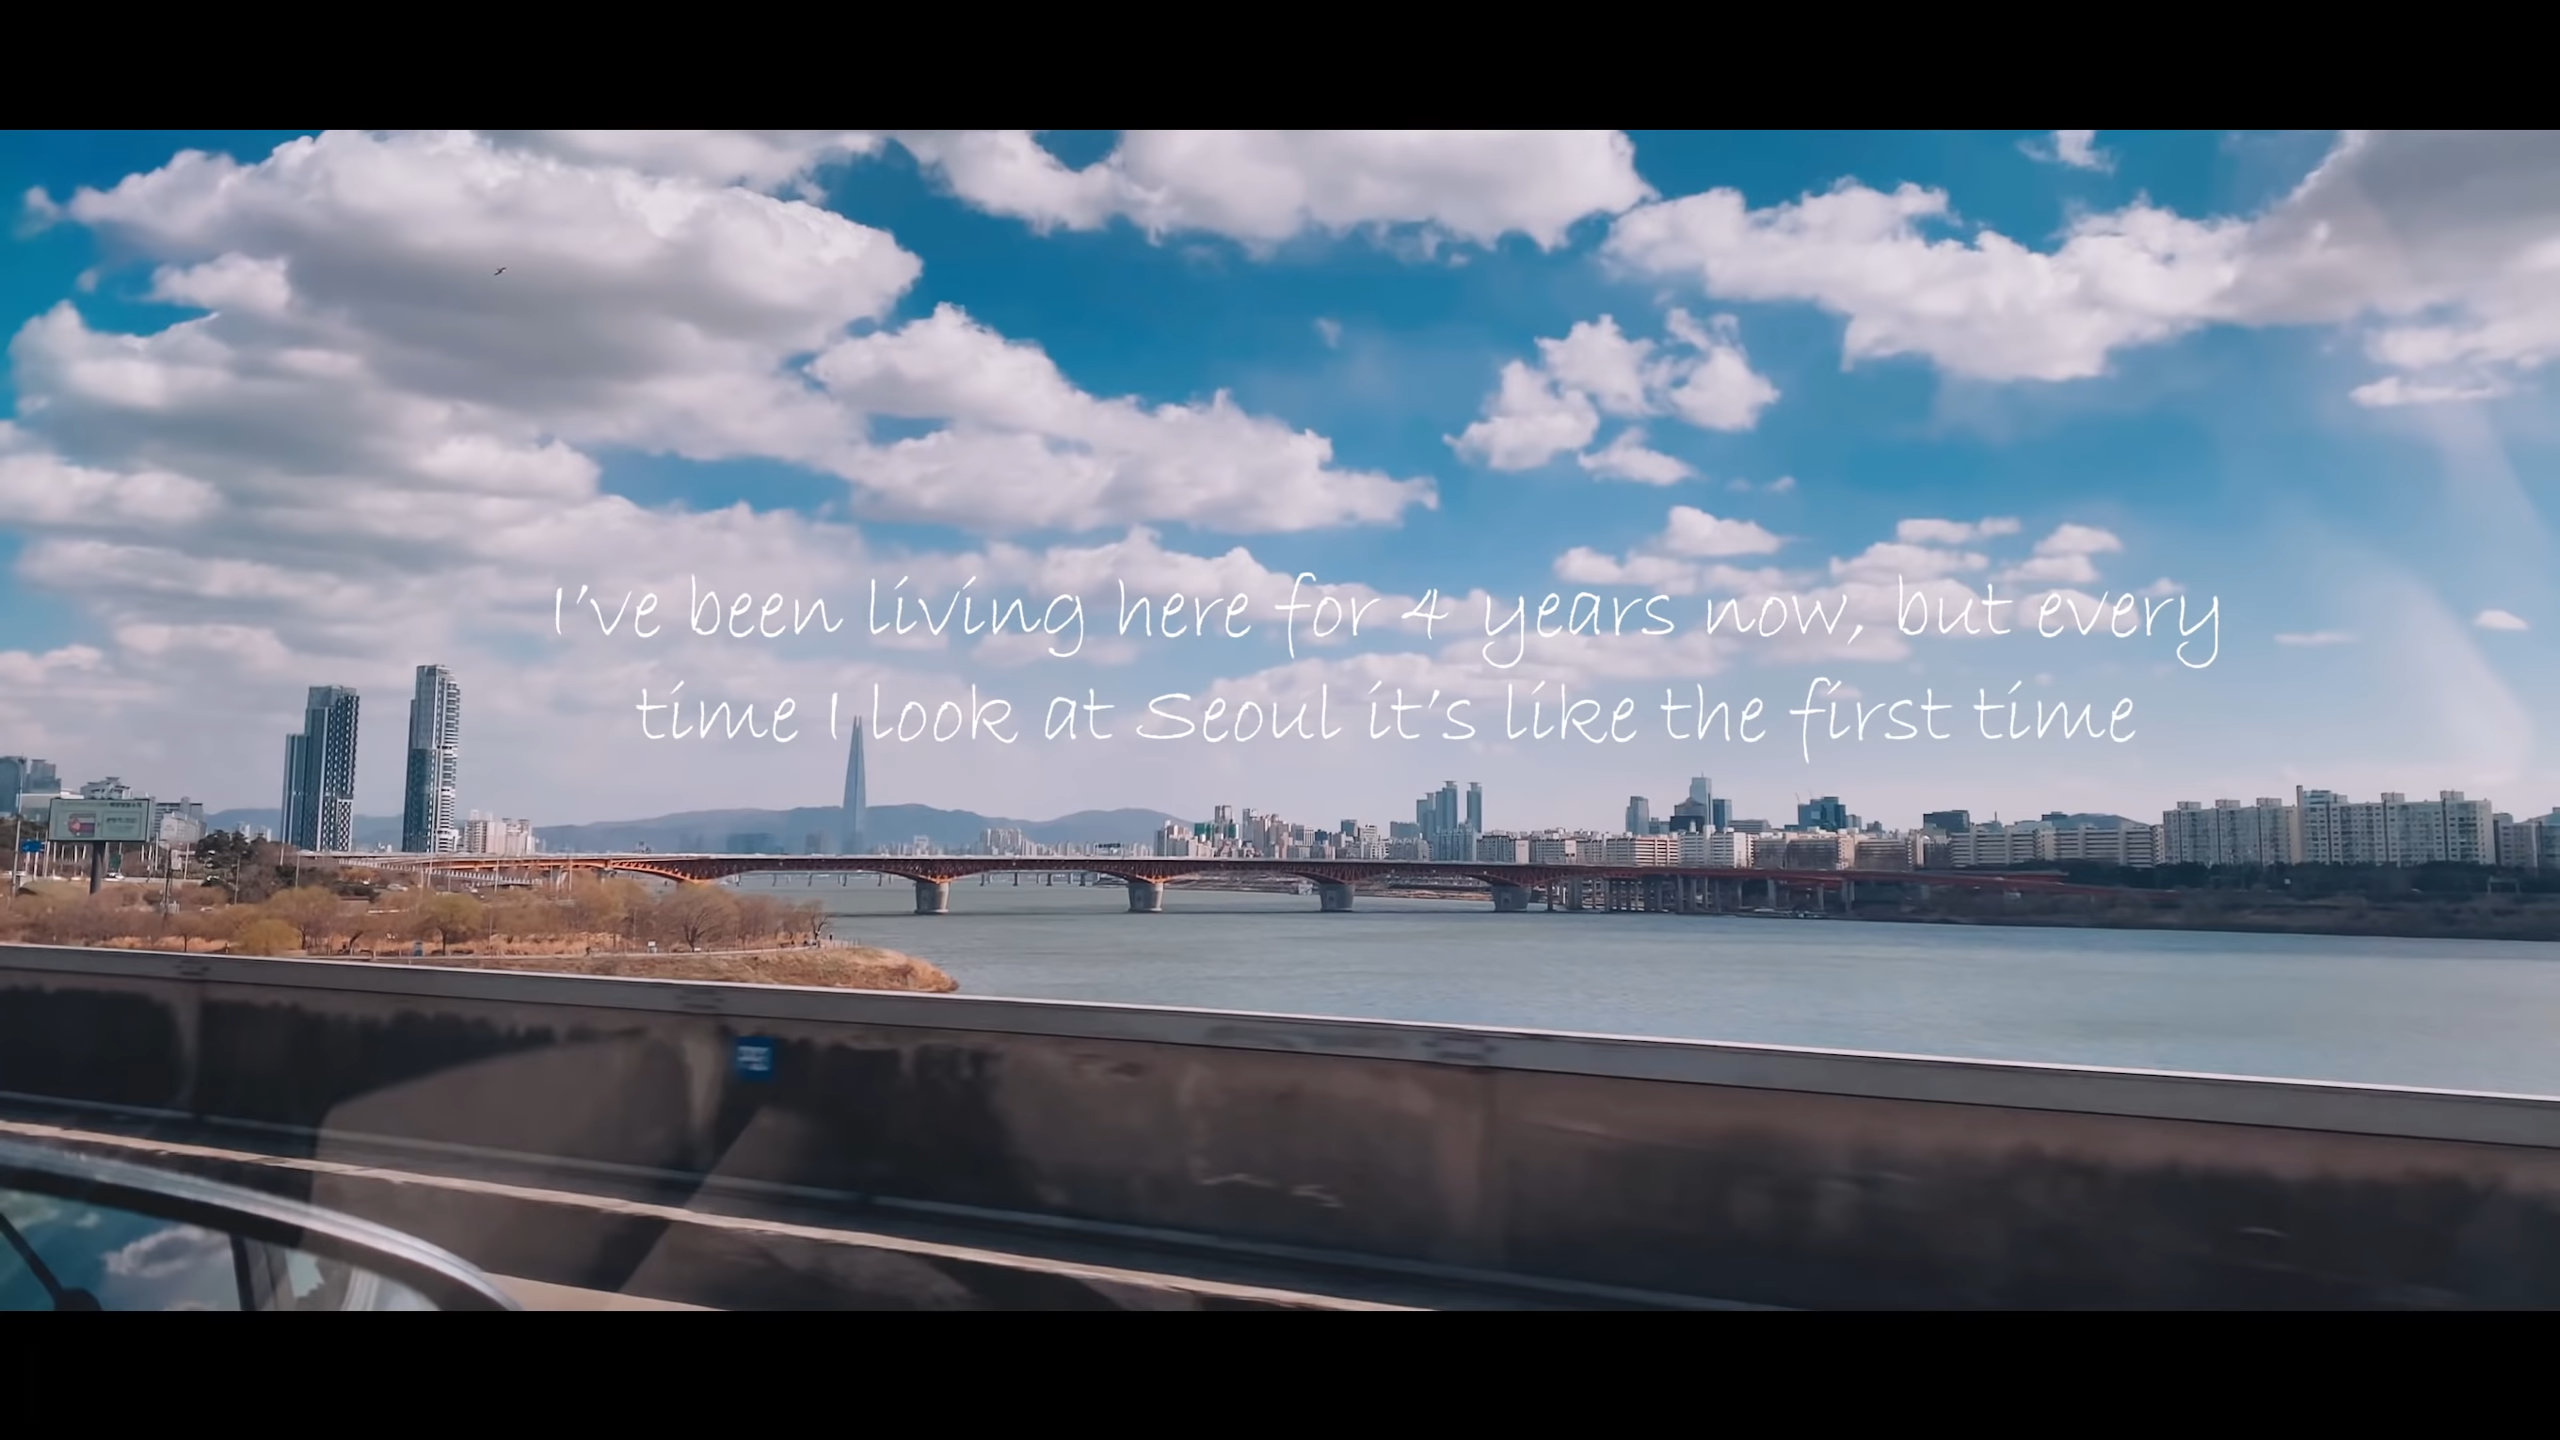 I've been living here for 4 years now, but every
time I look at Seoul it's like the first time